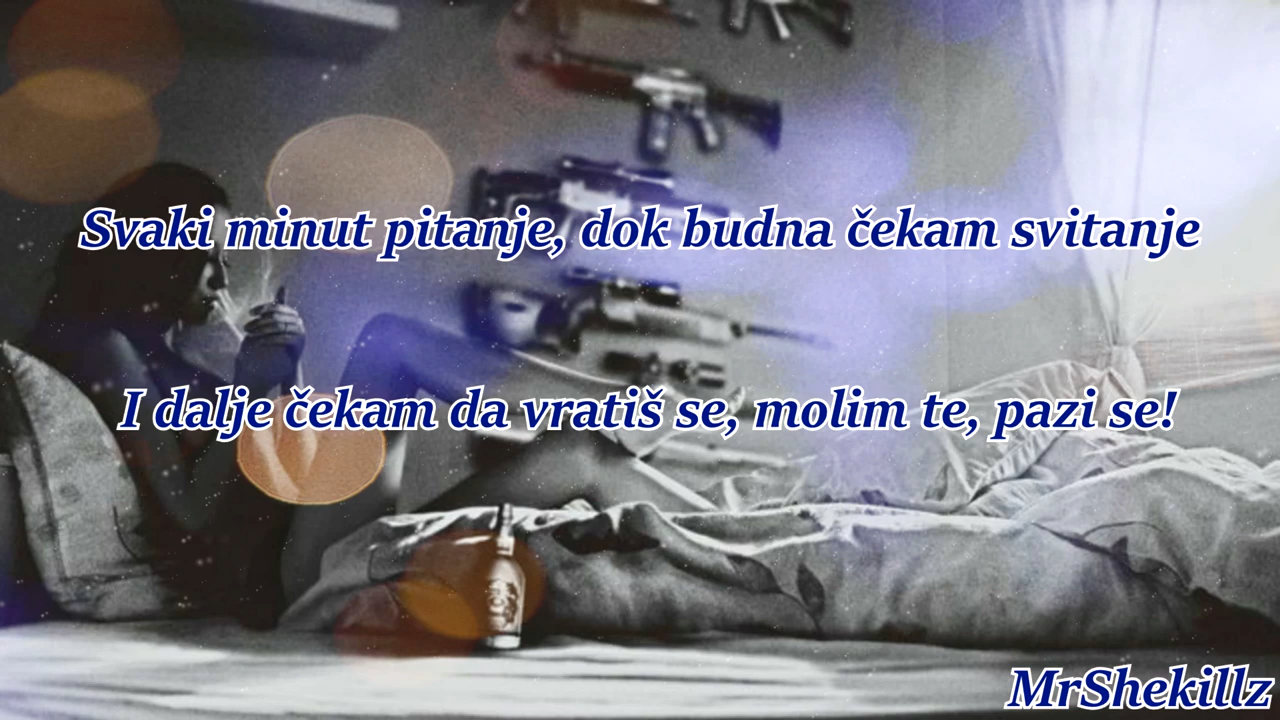 Svaki minut pitanje, dok budna čekam svitanje
I dalje čekam da vratiš se, molim te, pazi se!
MrShekillz